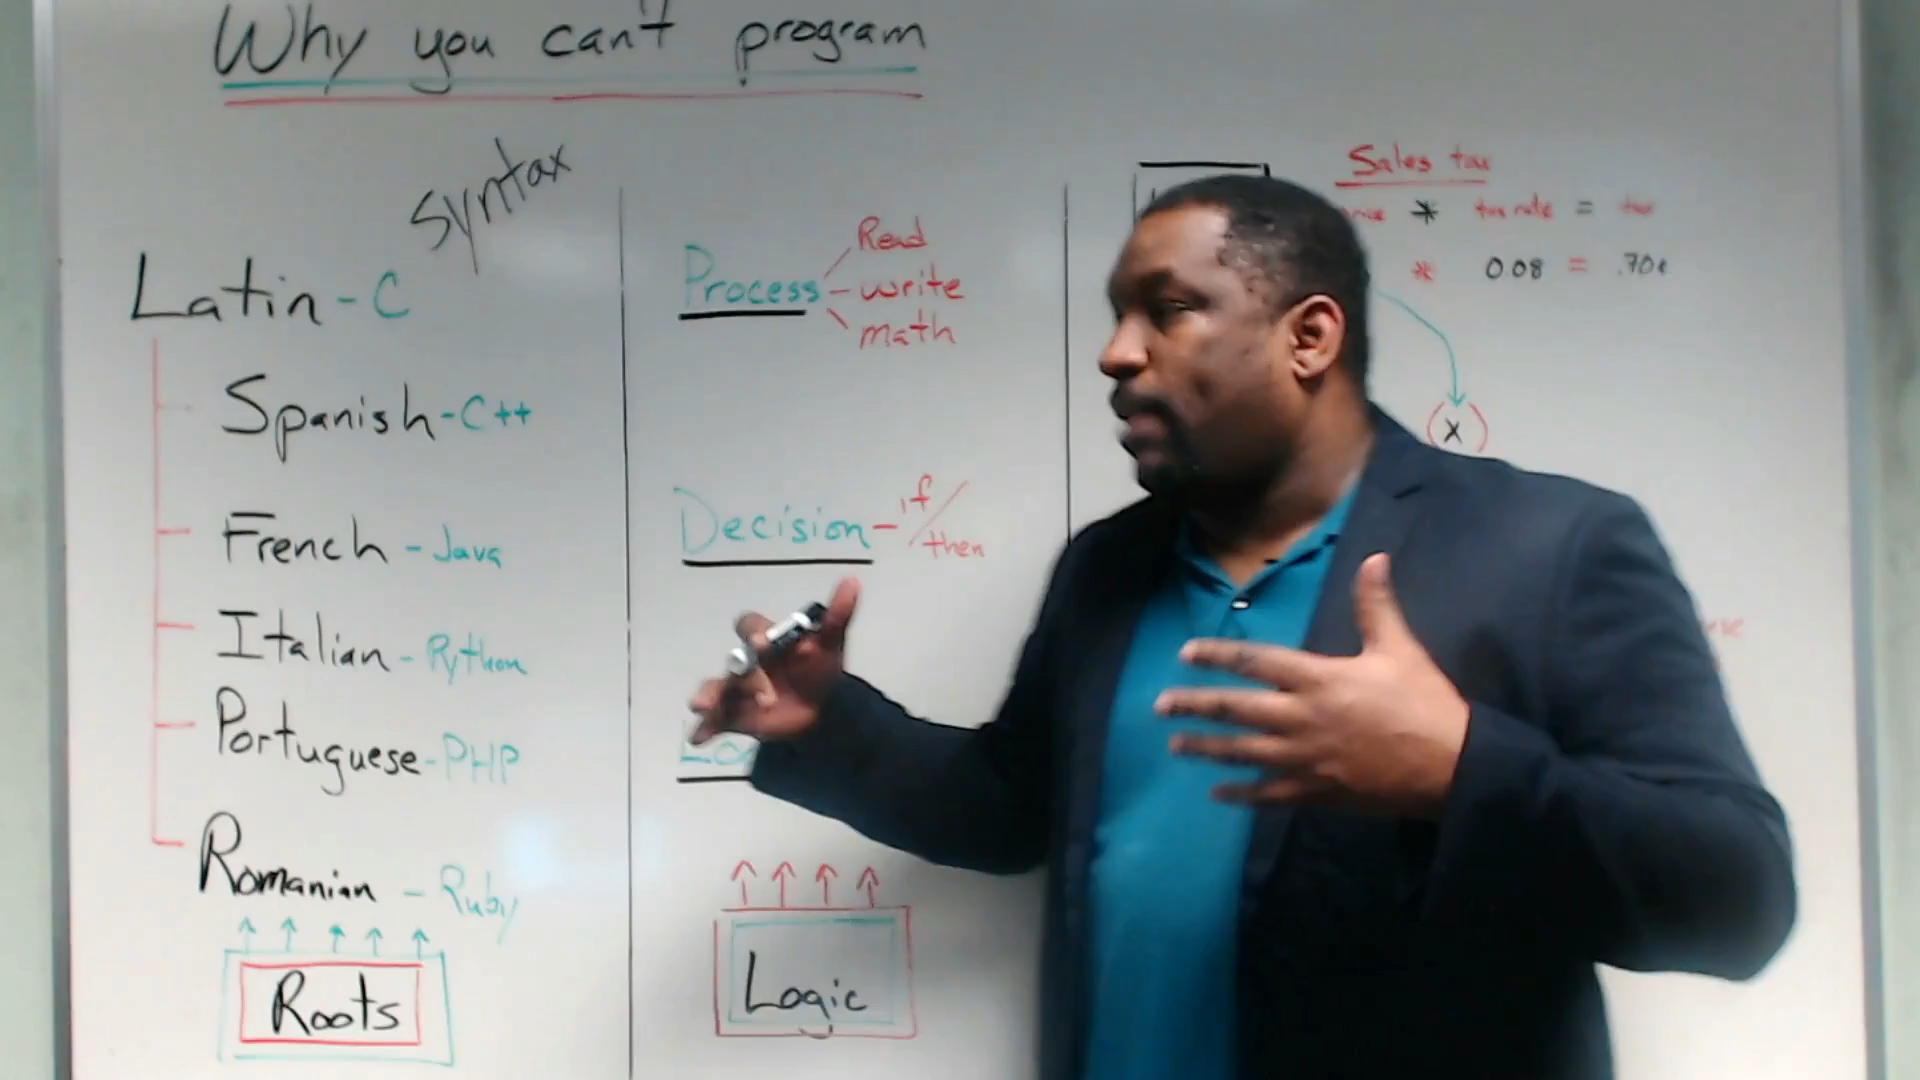 Why you can't program
syntax
Latin - C
Spanish - C++
French - Java
Italian - Python
Portuguese - PHP
Romanian - Ruby
Roots
Process
Read
write
math
Decision
if/
then
Logic
Sales tax
* tax rate = tax
* 0.08 = .70¢
(x)